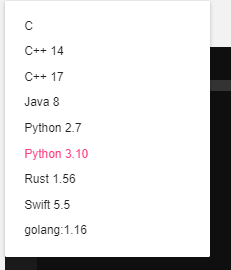 C
C++ 14
C++ 17
Java 8
Python 2.7
Python 3.10
Rust 1.56
Swift 5.5
golang:1.16